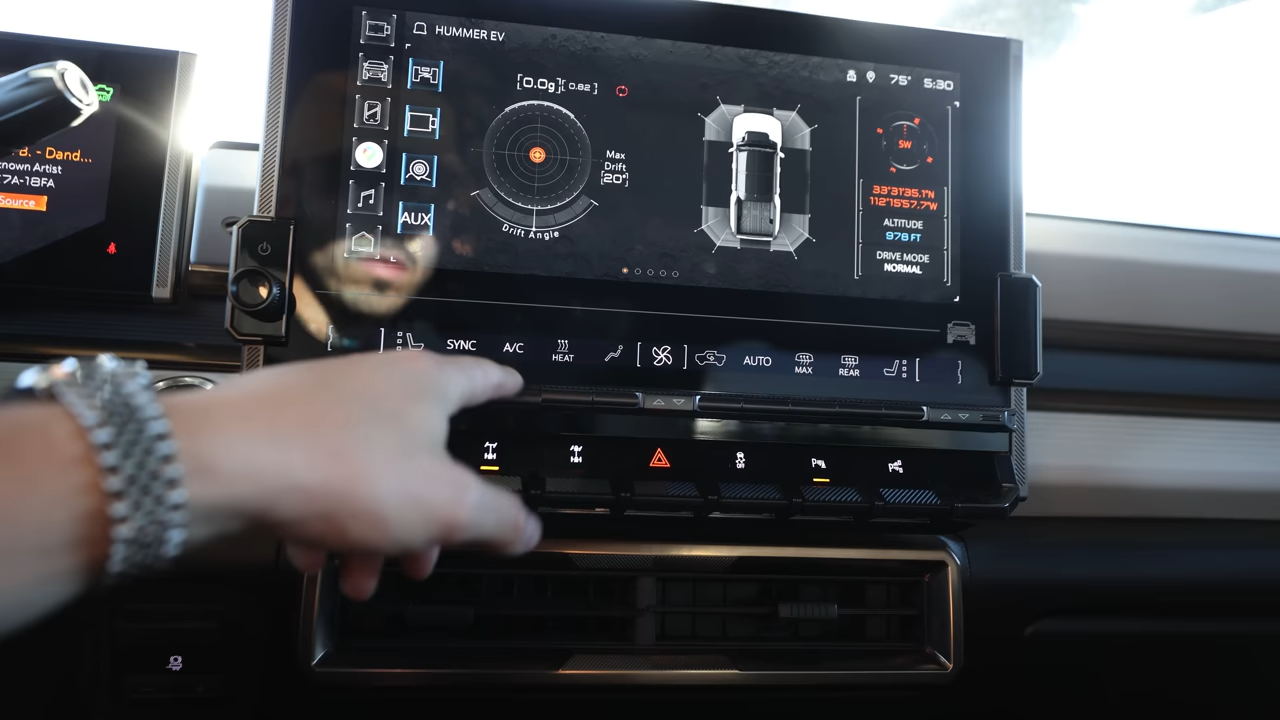 B. - Dand...
nown Artist
7A-18FA
Source
HUMMER EV
75° 5:30
[0.0g][0.82]
Max
Drift
[20°]
Drift Angle
AUX
SW
33°31'35.1"N
112°15'57.7"W
ALTITUDE
978 FT
DRIVE MODE
NORMAL
SYNC A/C HEAT AUTO MAX REAR
OFF